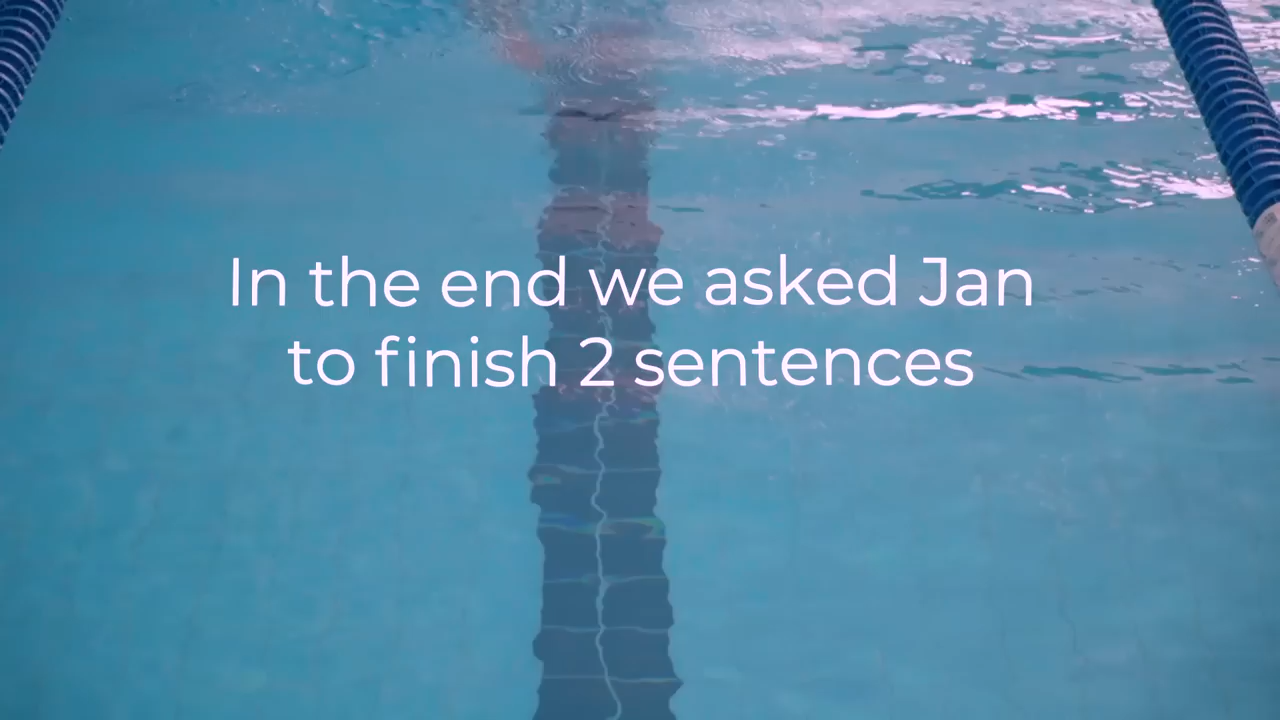 In the end we asked Jan
to finish 2 sentences